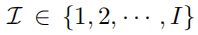 ℐ ∈ {1, 2, ⋯ , I}